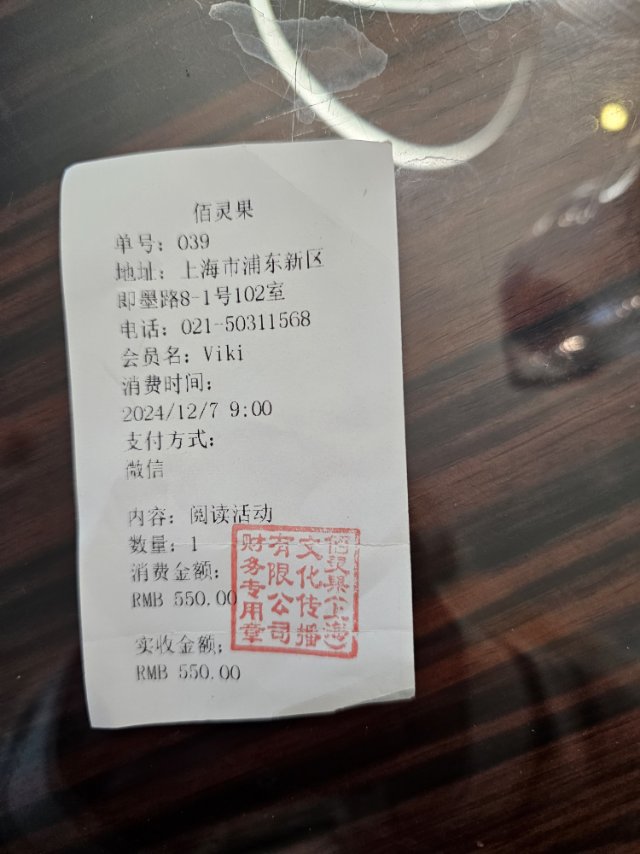 佰灵果
单号：039
地址：上海市浦东新区
即墨路8-1号102室
电话：021-50311568
会员名：Viki
消费时间：
2024/12/7 9:00
支付方式：
微信
内容：阅读活动
数量：1
消费金额：
RMB 550.00
实收金额：
RMB 550.00
佰灵果（上海）
文化传播
有限公司
财务专用章